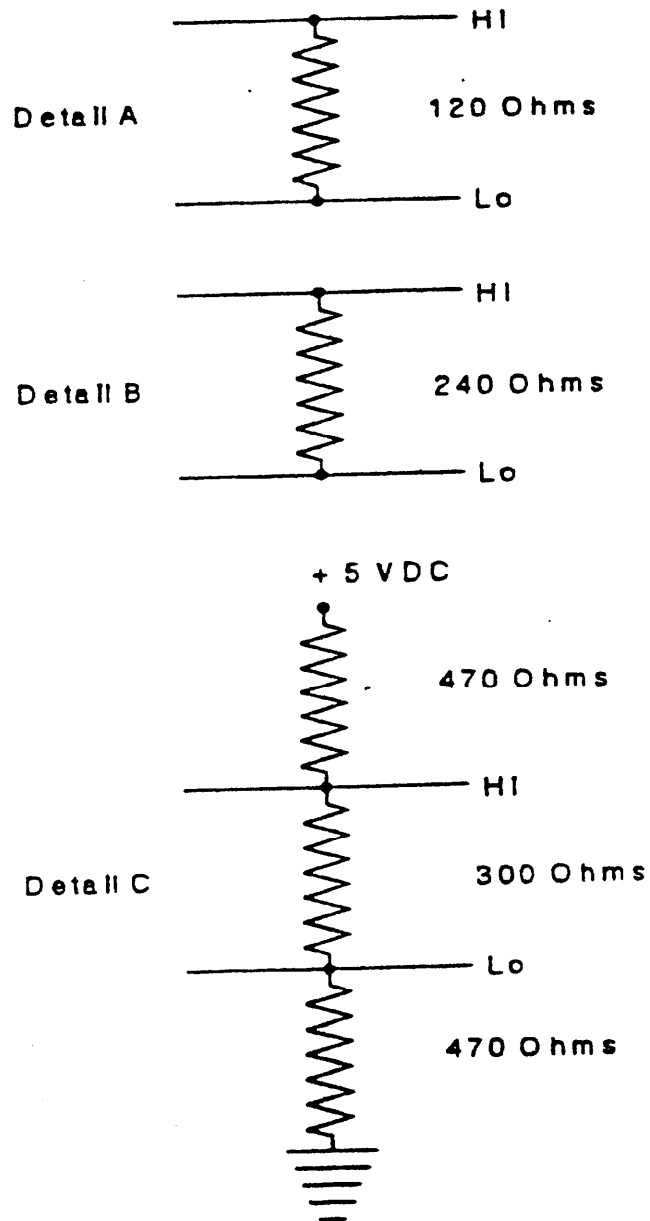 HI
Detail A
120 Ohms
Lo
HI
Detail B
240 Ohms
Lo
+ 5 VDC
470 Ohms
HI
Detail C
300 Ohms
Lo
470 Ohms